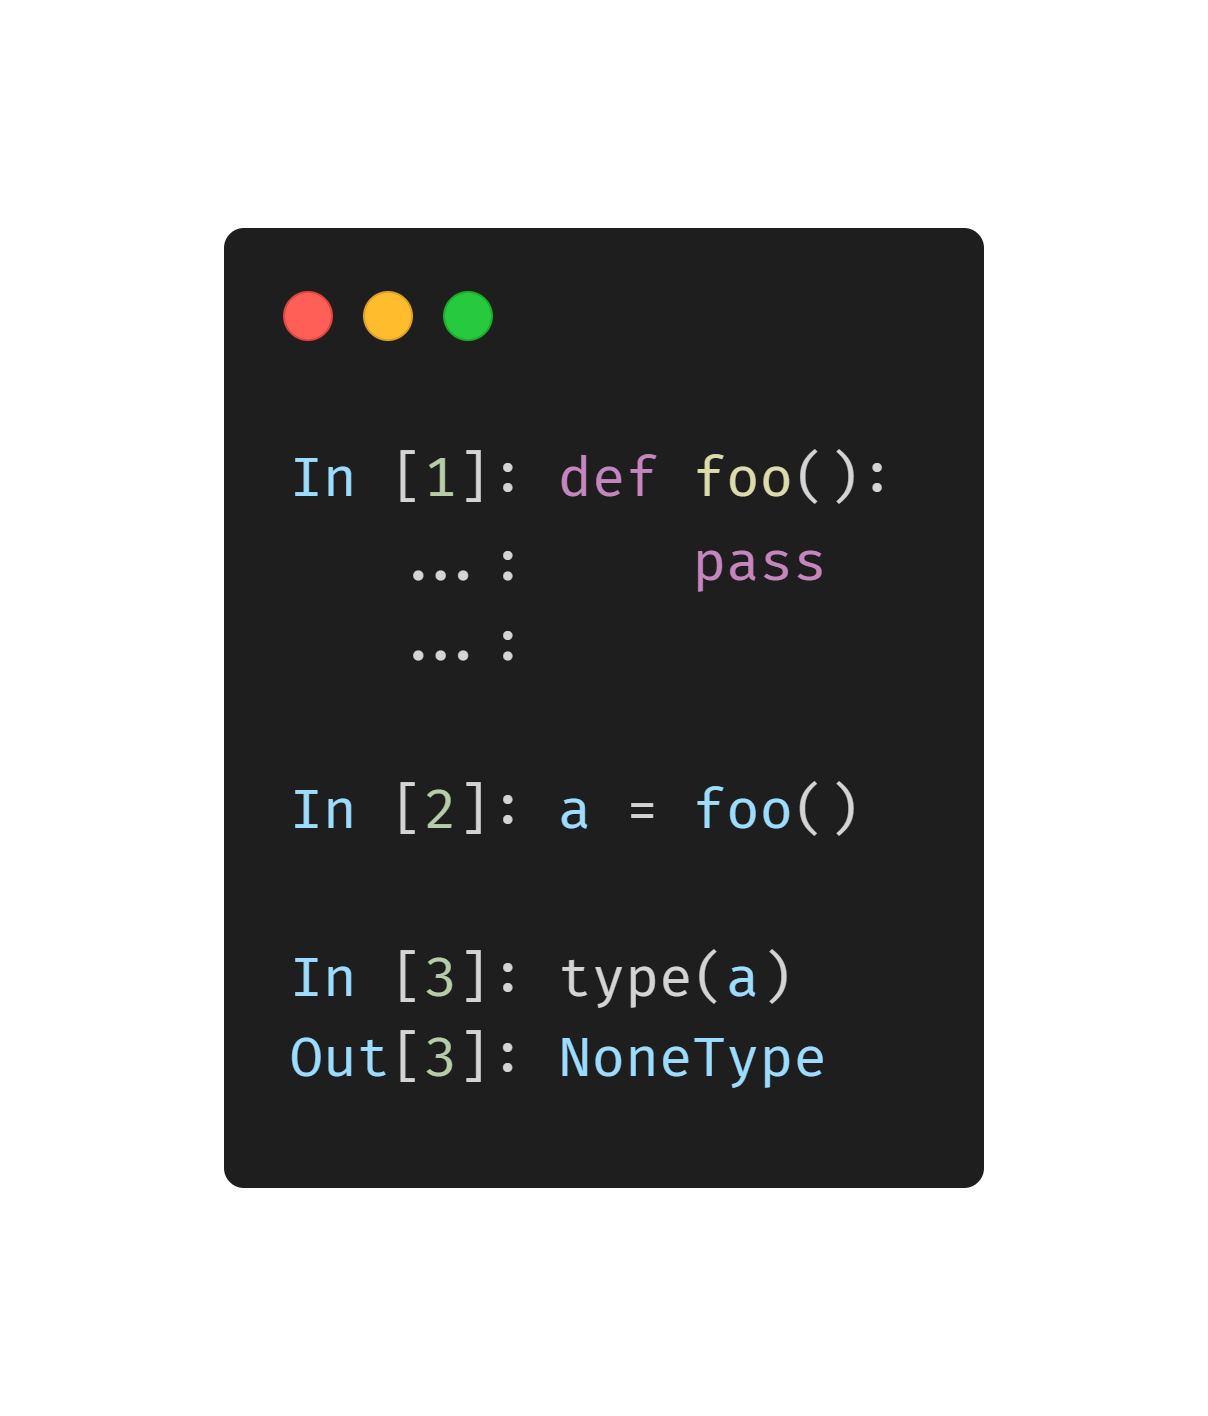 In [1]: def foo():
   ...:     pass
   ...:
In [2]: a = foo()
In [3]: type(a)
Out[3]: NoneType